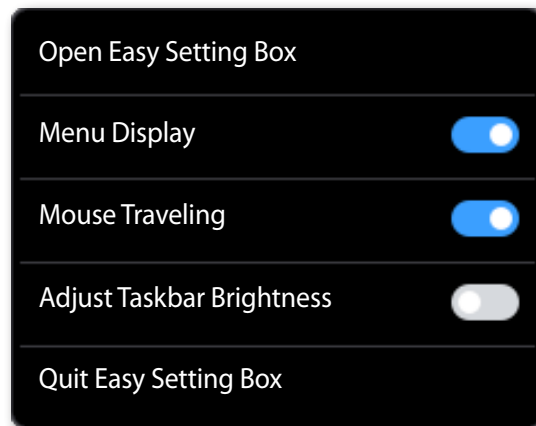 Open Easy Setting Box
Menu Display
Mouse Traveling
Adjust Taskbar Brightness
Quit Easy Setting Box